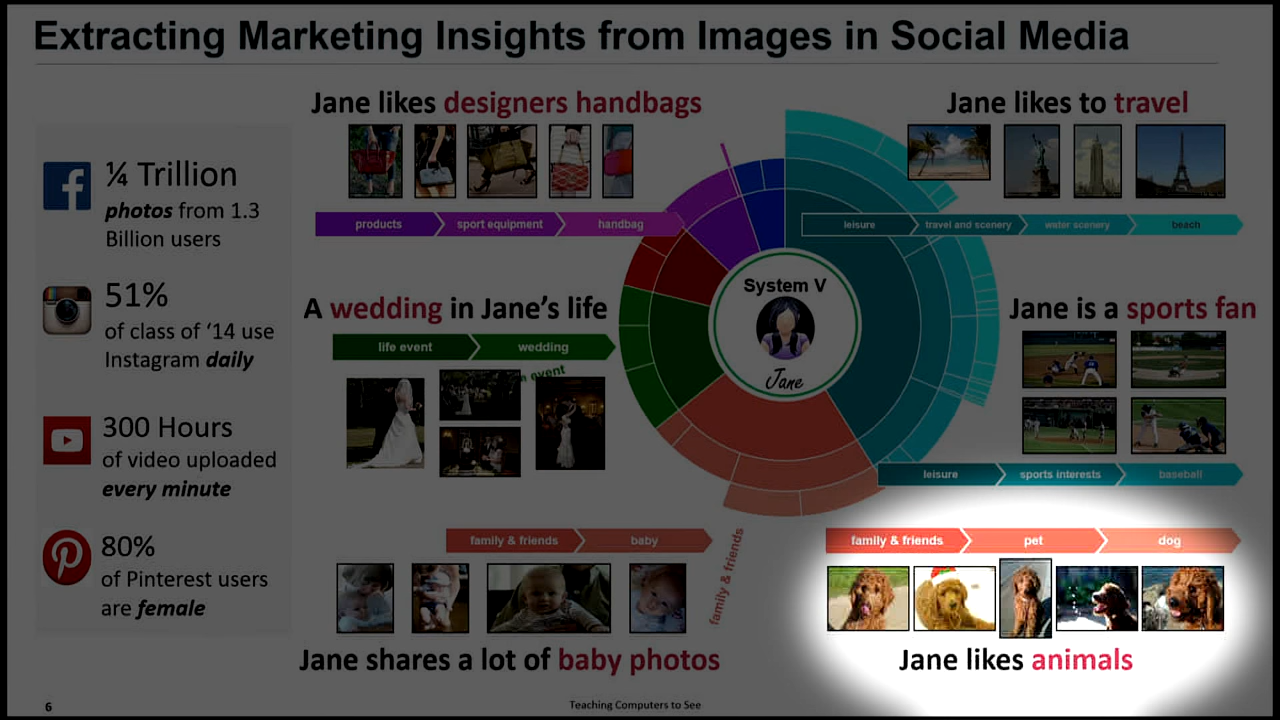 Extracting Marketing Insights from Images in Social Media
¼ Trillion
photos from 1.3
Billion users
51%
of class of ‘14 use
Instagram daily
300 Hours
of video uploaded
every minute
80%
of Pinterest users
are female
Jane likes designers handbags
products
sport equipment
handbag
Jane likes to travel
leisure
travel and scenery
water scenery
beach
A wedding in Jane’s life
life event
wedding
event
System V
Jane
Jane is a sports fan
leisure
sports interests
baseball
family & friends
baby
Jane shares a lot of baby photos
family & friends
family & friends
pet
dog
Jane likes animals
6
Teaching Computers to See